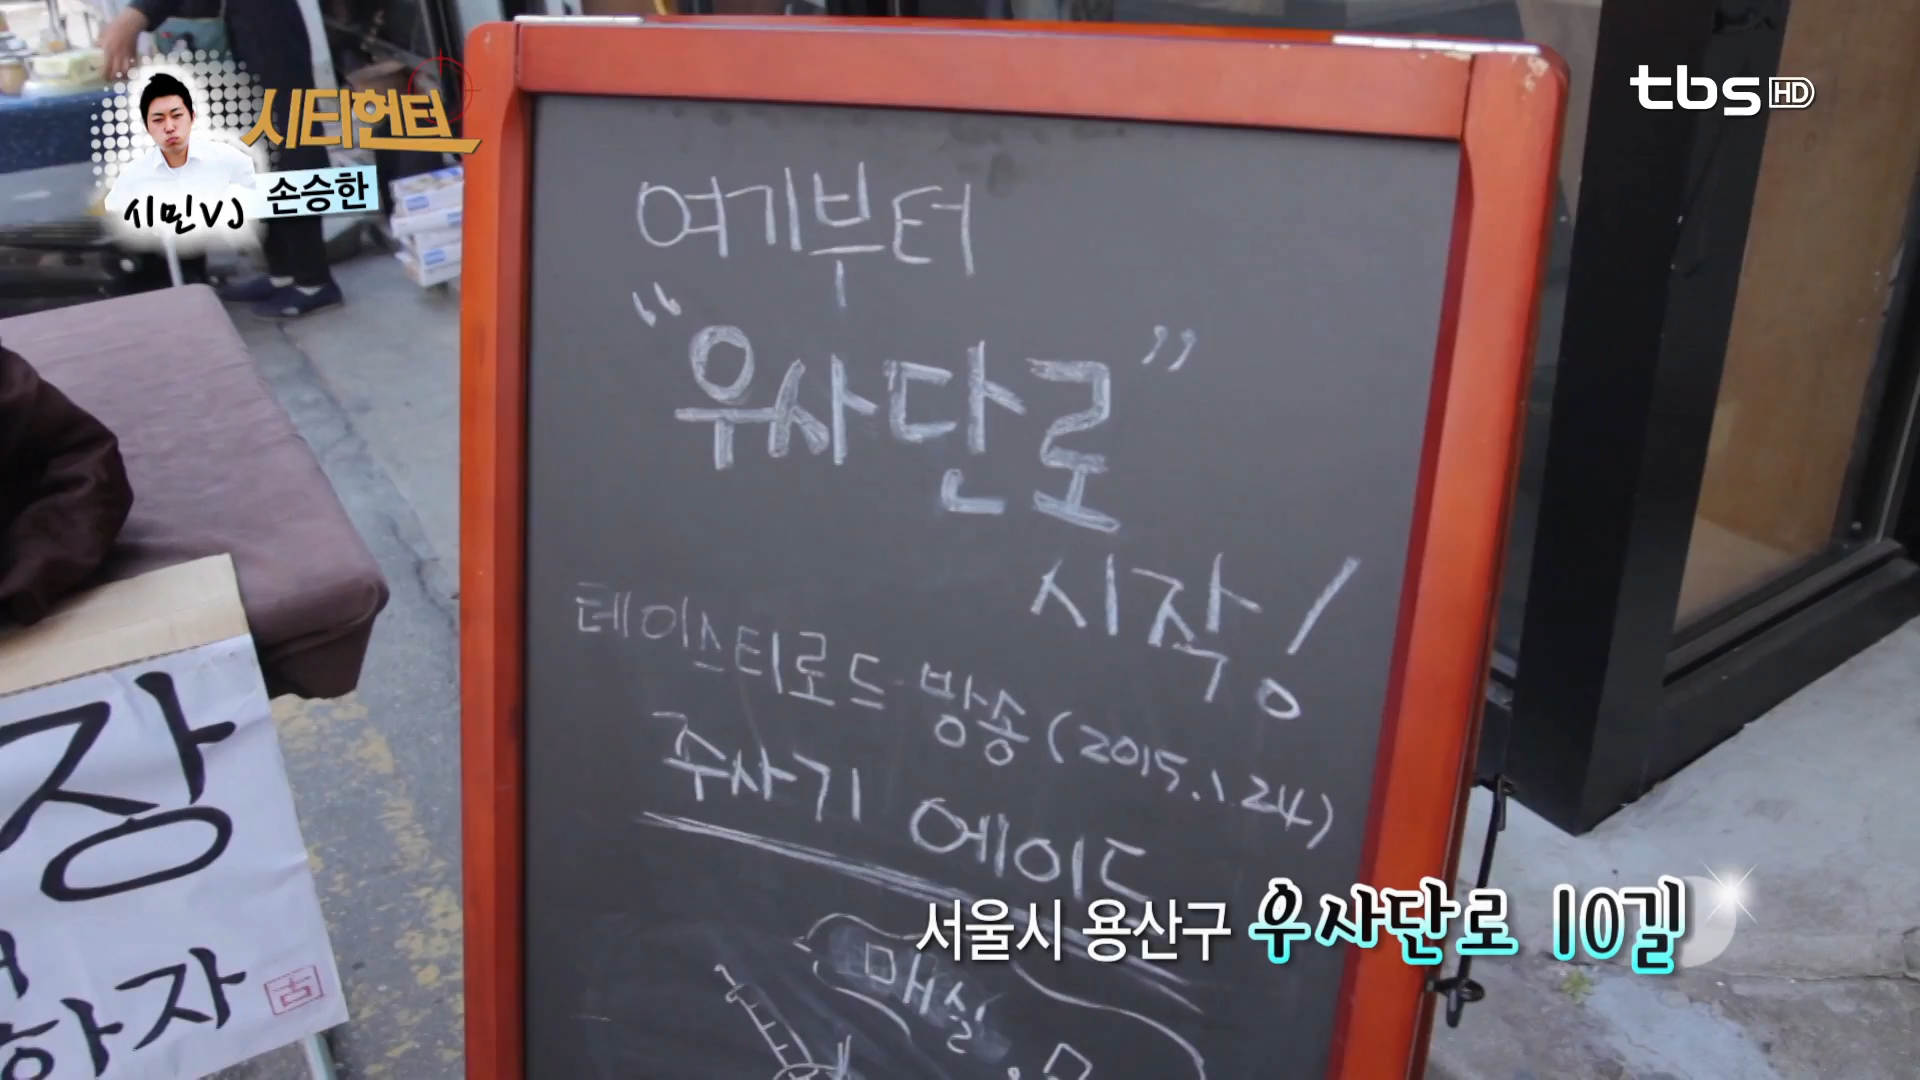 시티헌터
시민VJ 손승한
tbs HD
여기부터
“우사단로”
시작!
테이스티로드 방송(2015.1.24)
주사기 에이드
매실
장
하자
서울시 용산구 우사단로 10길